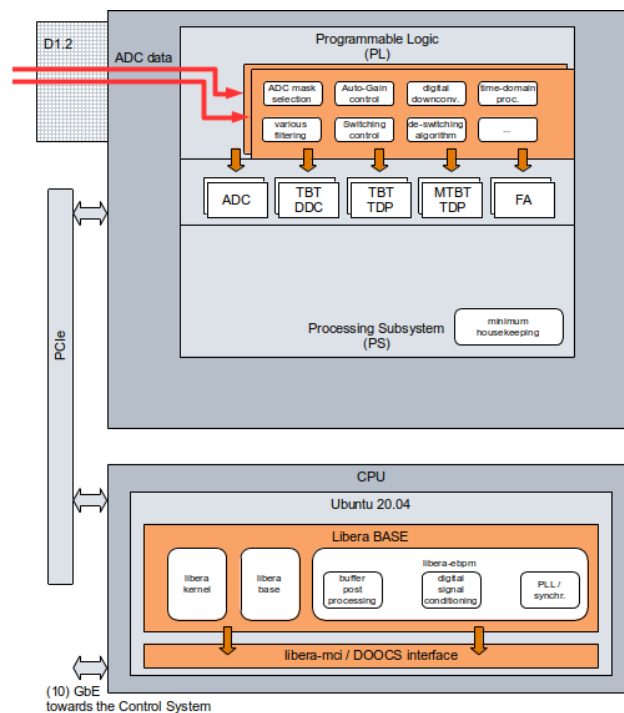 D1.2
ADC data
Programmable Logic
(PL)
ADC mask
selection
Auto-Gain
control
digital
downconv.
time-domain
proc.
various
filtering
Switching
control
de-switching
algorithm
...
ADC
TBT
DDC
TBT
TDP
MTBT
TDP
FA
Processing Subsystem
(PS)
minimum
housekeeping
PCIe
CPU
Ubuntu 20.04
Libera BASE
libera
kernel
libera
base
libera-ebpm
buffer
post
processing
digital
signal
conditioning
PLL /
synchr.
libera-mci / DOOCS interface
(10) GbE
towards the Control System